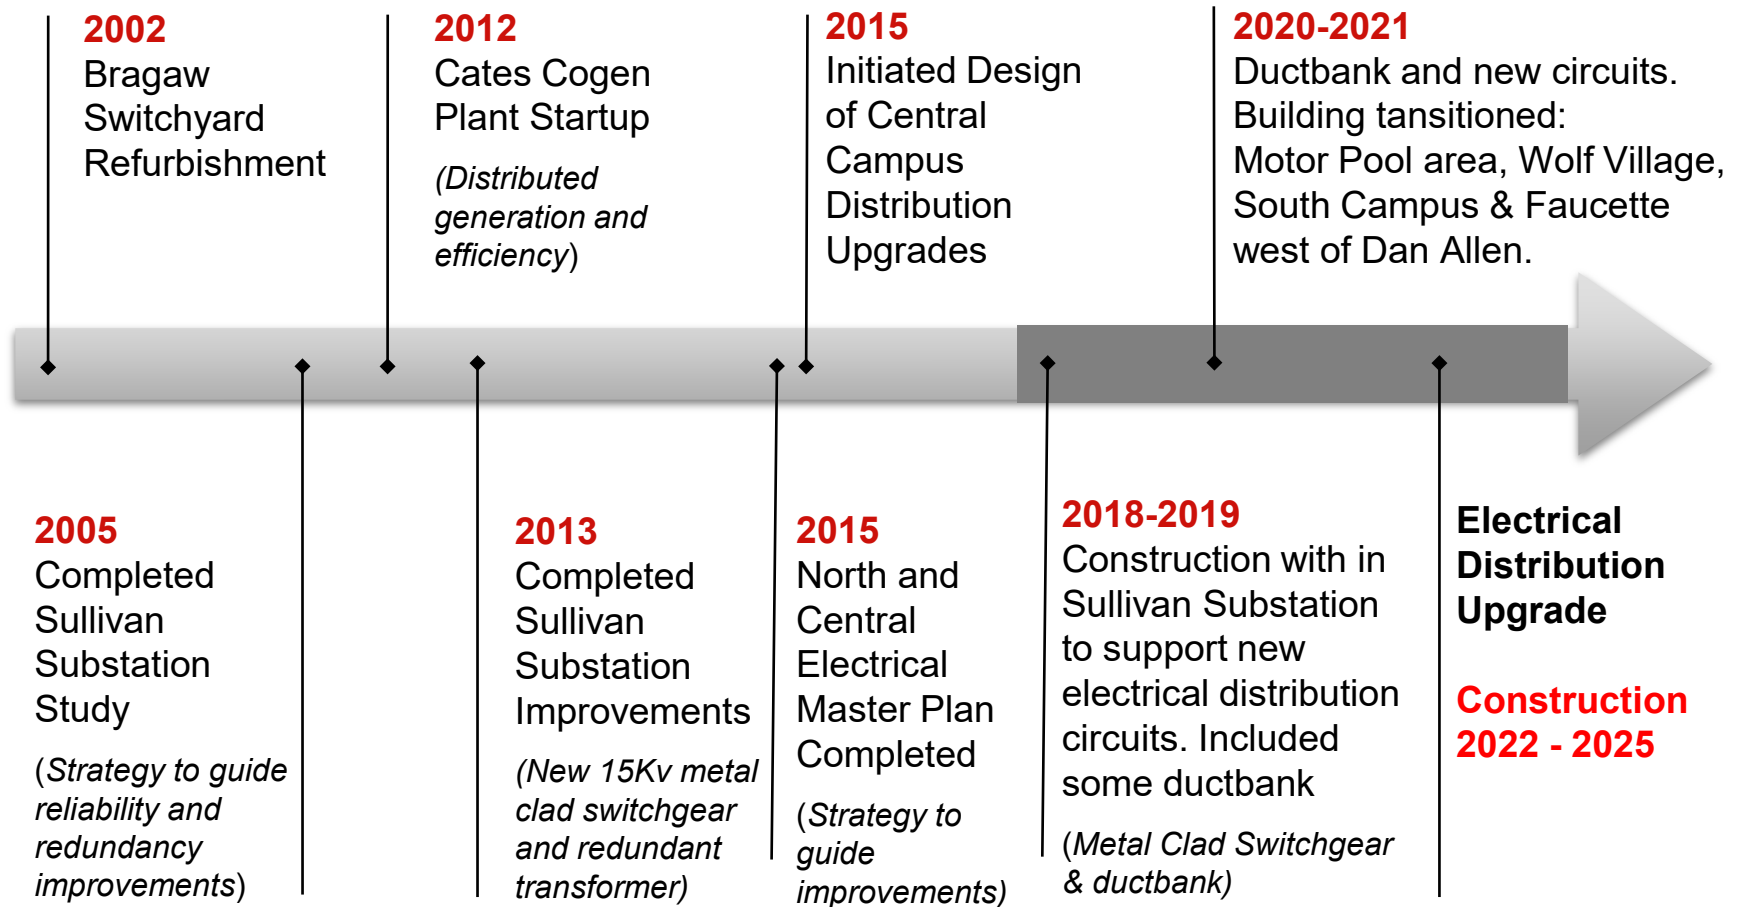 2002
Bragaw
Switchyard
Refurbishment
2012
Cates Cogen
Plant Startup
(Distributed
generation and
efficiency)
2015
Initiated Design
of Central
Campus
Distribution
Upgrades
2020-2021
Ductbank and new circuits.
Building tansitioned:
Motor Pool area, Wolf Village,
South Campus & Faucette
west of Dan Allen.
2005
Completed
Sullivan
Substation
Study
(Strategy to guide
reliability and
redundancy
improvements)
2013
Completed
Sullivan
Substation
Improvements
(New 15Kv metal
clad switchgear
and redundant
transformer)
2015
North and
Central
Electrical
Master Plan
Completed
(Strategy to
guide
improvements)
2018-2019
Construction with in
Sullivan Substation
to support new
electrical distribution
circuits. Included
some ductbank
(Metal Clad Switchgear
& ductbank)
Electrical
Distribution
Upgrade
Construction
2022 - 2025